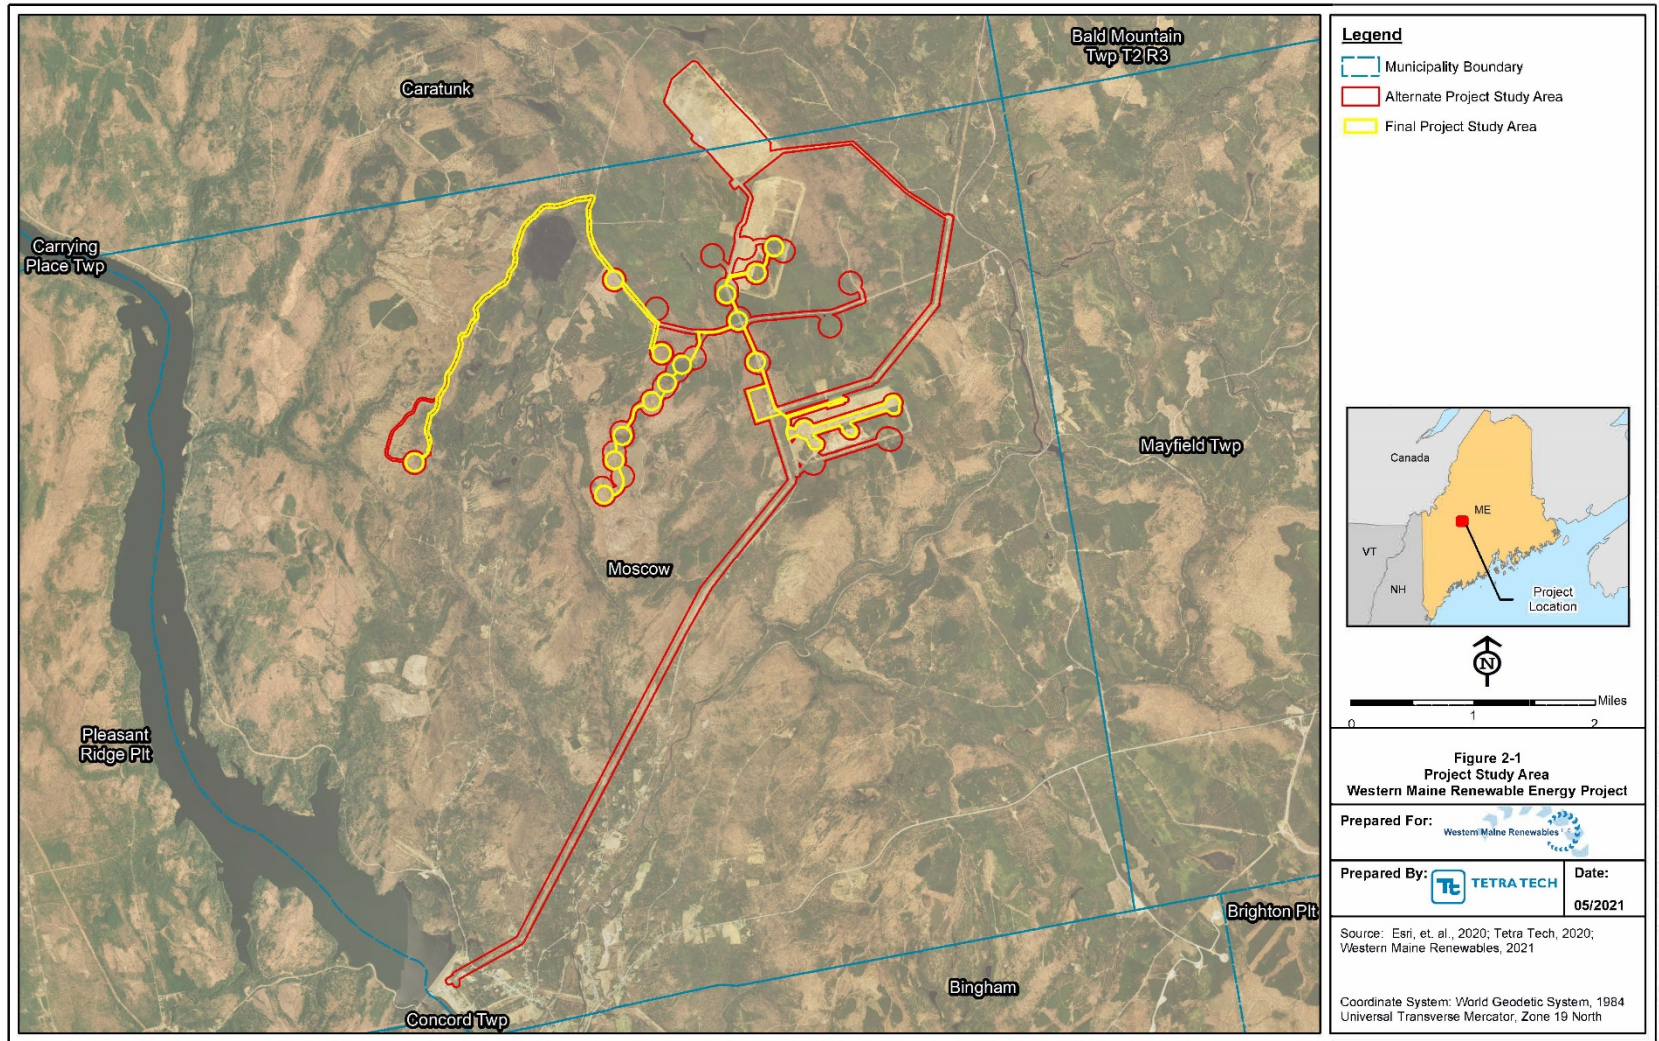 Bald Mountain
Twp T2 R3
Caratunk
Carrying
Place Twp
Mayfield Twp
Moscow
Pleasant
Ridge Plt
Brighton Plt
Bingham
Concord Twp
Legend
Municipality Boundary
Alternate Project Study Area
Final Project Study Area
Canada
ME
VT
NH
Project
Location
N
Miles
0 1 2
Figure 2-1
Project Study Area
Western Maine Renewable Energy Project
Prepared For:
Western Maine Renewables
Prepared By:
Tt TETRA TECH
Date:
05/2021
Source: Esri, et. al., 2020; Tetra Tech, 2020;
Western Maine Renewables, 2021
Coordinate System: World Geodetic System, 1984
Universal Transverse Mercator, Zone 19 North